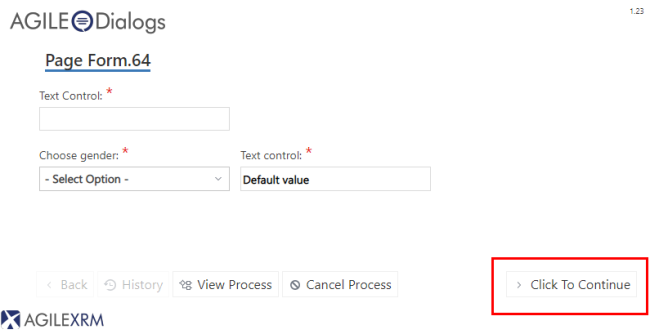 AGILE Dialogs
1.23
Page Form.64
Text Control: *
Choose gender: * Text control: *
- Select Option - Default value
Back History View Process Cancel Process Click To Continue
AGILEXRM